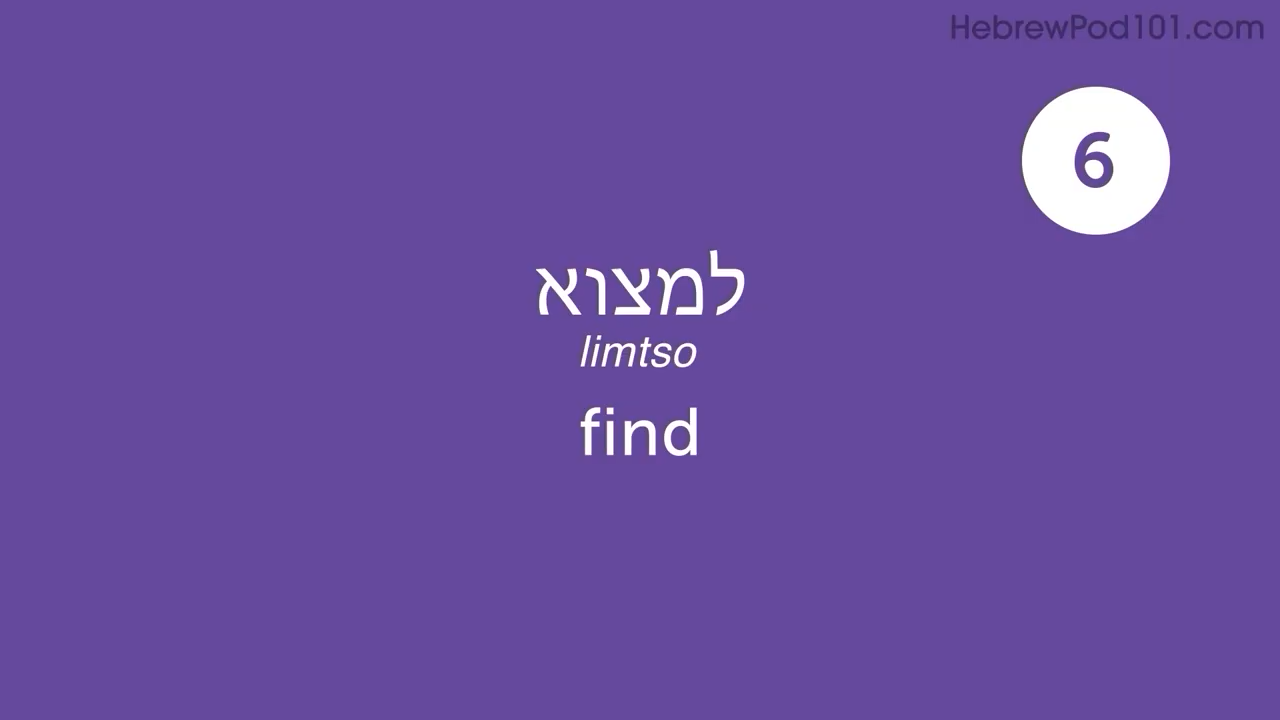 HebrewPod101.com
6
למצוא
limtso
find